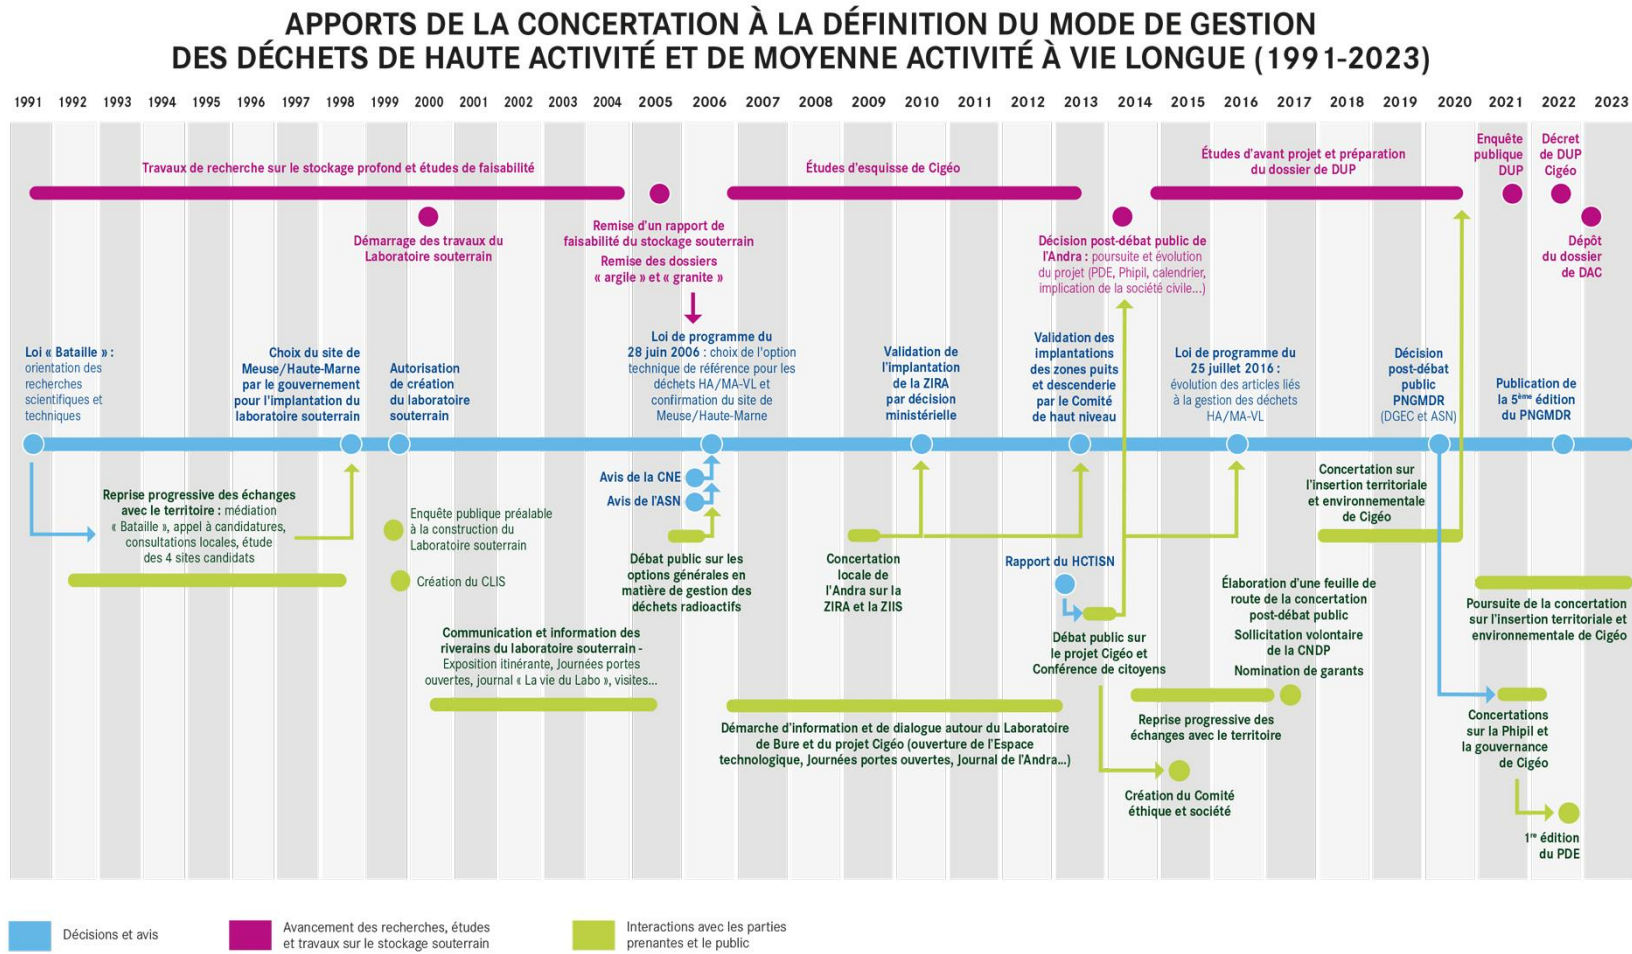 APPORTS DE LA CONCERTATION À LA DÉFINITION DU MODE DE GESTION
DES DÉCHETS DE HAUTE ACTIVITÉ ET DE MOYENNE ACTIVITÉ À VIE LONGUE (1991-2023)
1991 1992 1993 1994 1995 1996 1997 1998 1999 2000 2001 2002 2003 2004 2005 2006 2007 2008 2009 2010 2011 2012 2013 2014 2015 2016 2017 2018 2019 2020 2021 2022 2023
Travaux de recherche sur le stockage profond et études de faisabilité
Démarrage des travaux du
Laboratoire souterrain
Remise d'un rapport de
faisabilité du stockage souterrain
Remise des dossiers
« argile » et « granite »
Études d'esquisse de Cigéo
Décision post-débat public de
l'Andra : poursuite et évolution
du projet (PDE, Phipil, calendrier,
implication de la société civile...)
Études d'avant projet et préparation
du dossier de DUP
Enquête
publique
DUP
Décret
de DUP
Cigéo
Dépôt
du dossier
de DAC
Loi « Bataille » :
orientation des
recherches
scientifiques et
techniques
Choix du site de
Meuse/Haute-Marne
par le gouvernement
pour l'implantation du
laboratoire souterrain
Autorisation
de création
du laboratoire
souterrain
Loi de programme du
28 juin 2006 : choix de l'option
technique de référence pour les
déchets HA/MA-VL et
confirmation du site de
Meuse/Haute-Marne
Validation de
l'implantation
de la ZIRA
par décision
ministérielle
Validation des
implantations
des zones puits
et descenderie
par le Comité
de haut niveau
Loi de programme du
25 juillet 2016 :
évolution des articles liés
à la gestion des déchets
HA/MA-VL
Décision
post-débat
public
PNGMDR
(DGEC et ASN)
Publication de
la 5ème édition
du PNGMDR
Avis de la CNE
Avis de l'ASN
Reprise progressive des échanges
avec le territoire : médiation
« Bataille », appel à candidatures,
consultations locales, étude
des 4 sites candidats
Enquête publique préalable
à la construction du
Laboratoire souterrain
Création du CLIS
Débat public sur les
options générales en
matière de gestion des
déchets radioactifs
Communication et information des
riverains du laboratoire souterrain -
Exposition itinérante, Journées portes
ouvertes, journal « La vie du Labo », visites...
Concertation
locale de
l'Andra sur la
ZIRA et la ZIIS
Démarche d'information et de dialogue autour du Laboratoire
de Bure et du projet Cigéo (ouverture de l'Espace
technologique, Journées portes ouvertes, Journal de l'Andra...)
Rapport du HCTISN
Débat public sur
le projet Cigéo et
Conférence de citoyens
Concertation sur
l'insertion territoriale
et environnementale
de Cigéo
Élaboration d'une feuille de
route de la concertation
post-débat public
Sollicitation volontaire
de la CNDP
Nomination de garants
Reprise progressive des
échanges avec le territoire
Création du Comité
éthique et société
Poursuite de la concertation
sur l'insertion territoriale et
environnementale de Cigéo
Concertations
sur la Phipil et
la gouvernance
de Cigéo
1re édition
du PDE
Décisions et avis
Avancement des recherches, études
et travaux sur le stockage souterrain
Interactions avec les parties
prenantes et le public